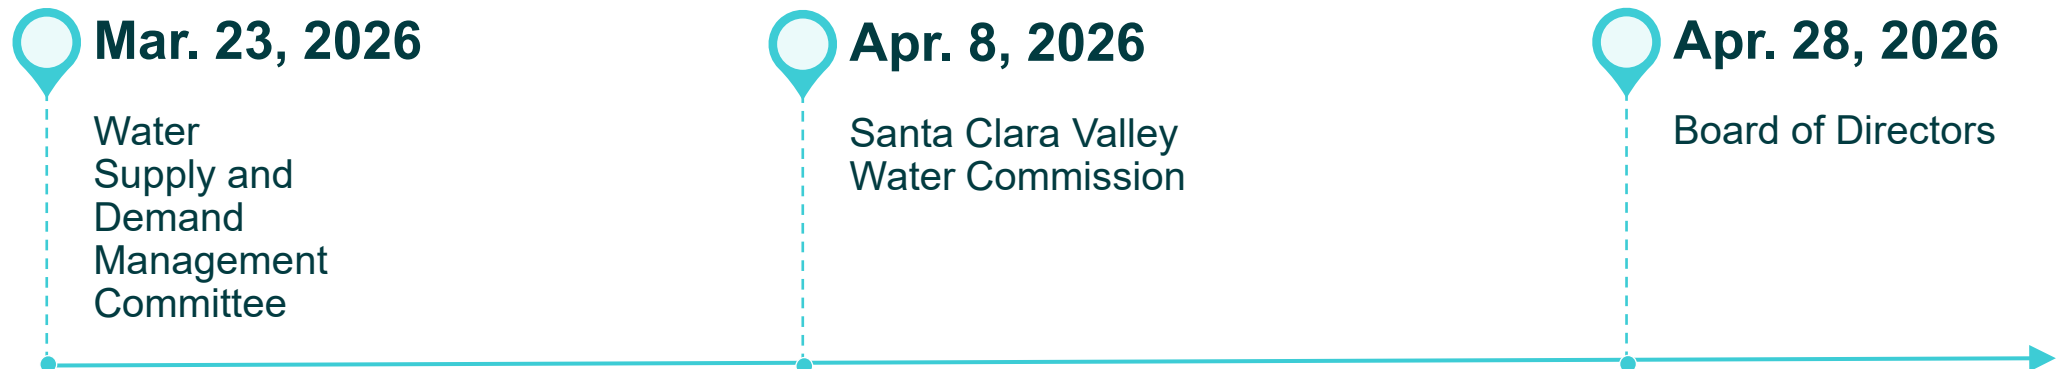 Mar. 23, 2026
Water
Supply and
Demand
Management
Committee
Apr. 8, 2026
Santa Clara Valley
Water Commission
Apr. 28, 2026
Board of Directors